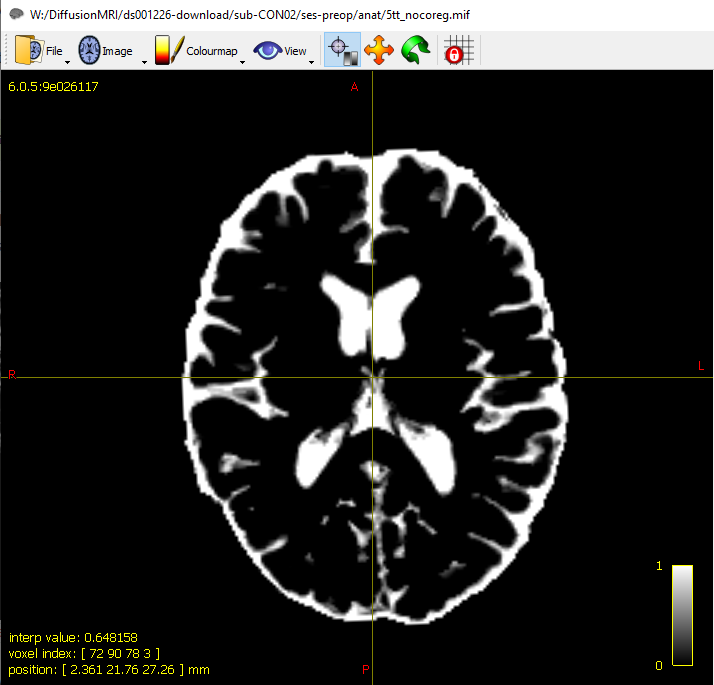 W:/DiffusionMRI/ds001226-download/sub-CON02/ses-preop/anat/5tt_nocoreg.mif
File Image Colourmap View
6.0.5:9e026117
A
R
L
1
0
interp value: 0.648158
voxel index: [ 72 90 78 3 ]
position: [ 2.361 21.76 27.26 ] mm
P